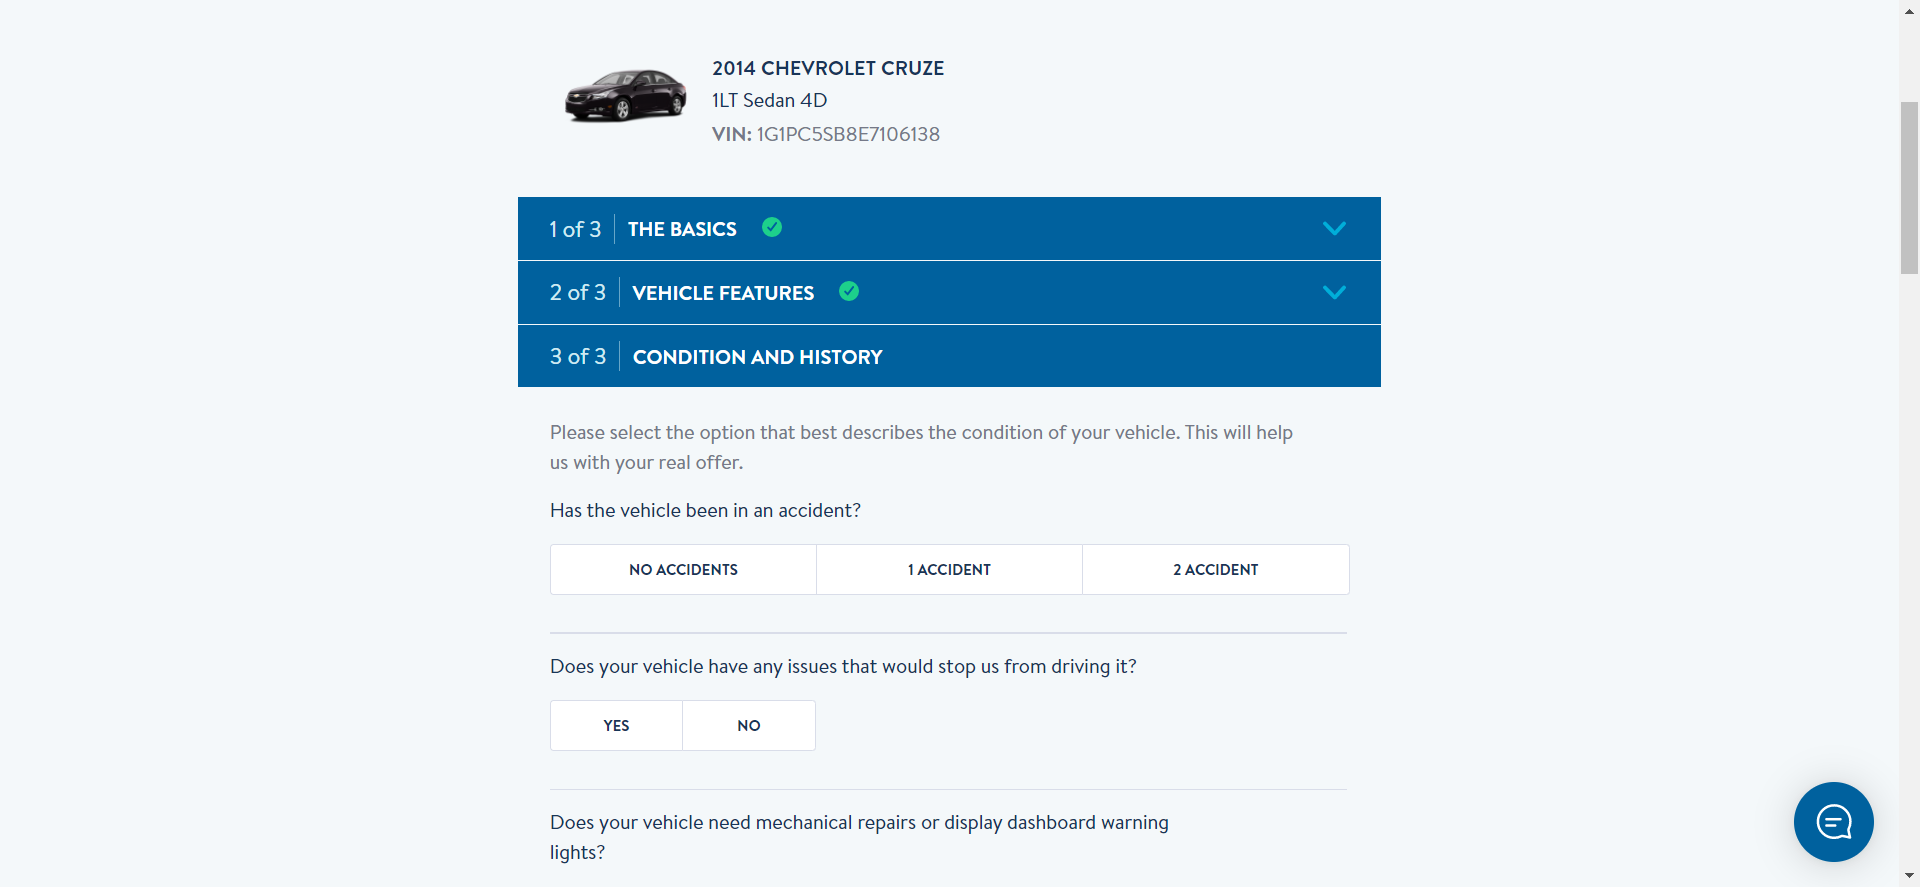 2014 CHEVROLET CRUZE
1LT Sedan 4D
VIN: 1G1PC5SB8E7106138
1 of 3 THE BASICS
2 of 3 VEHICLE FEATURES
3 of 3 CONDITION AND HISTORY
Please select the option that best describes the condition of your vehicle. This will help
us with your real offer.
Has the vehicle been in an accident?
NO ACCIDENTS 1 ACCIDENT 2 ACCIDENT
Does your vehicle have any issues that would stop us from driving it?
YES NO
Does your vehicle need mechanical repairs or display dashboard warning
lights?